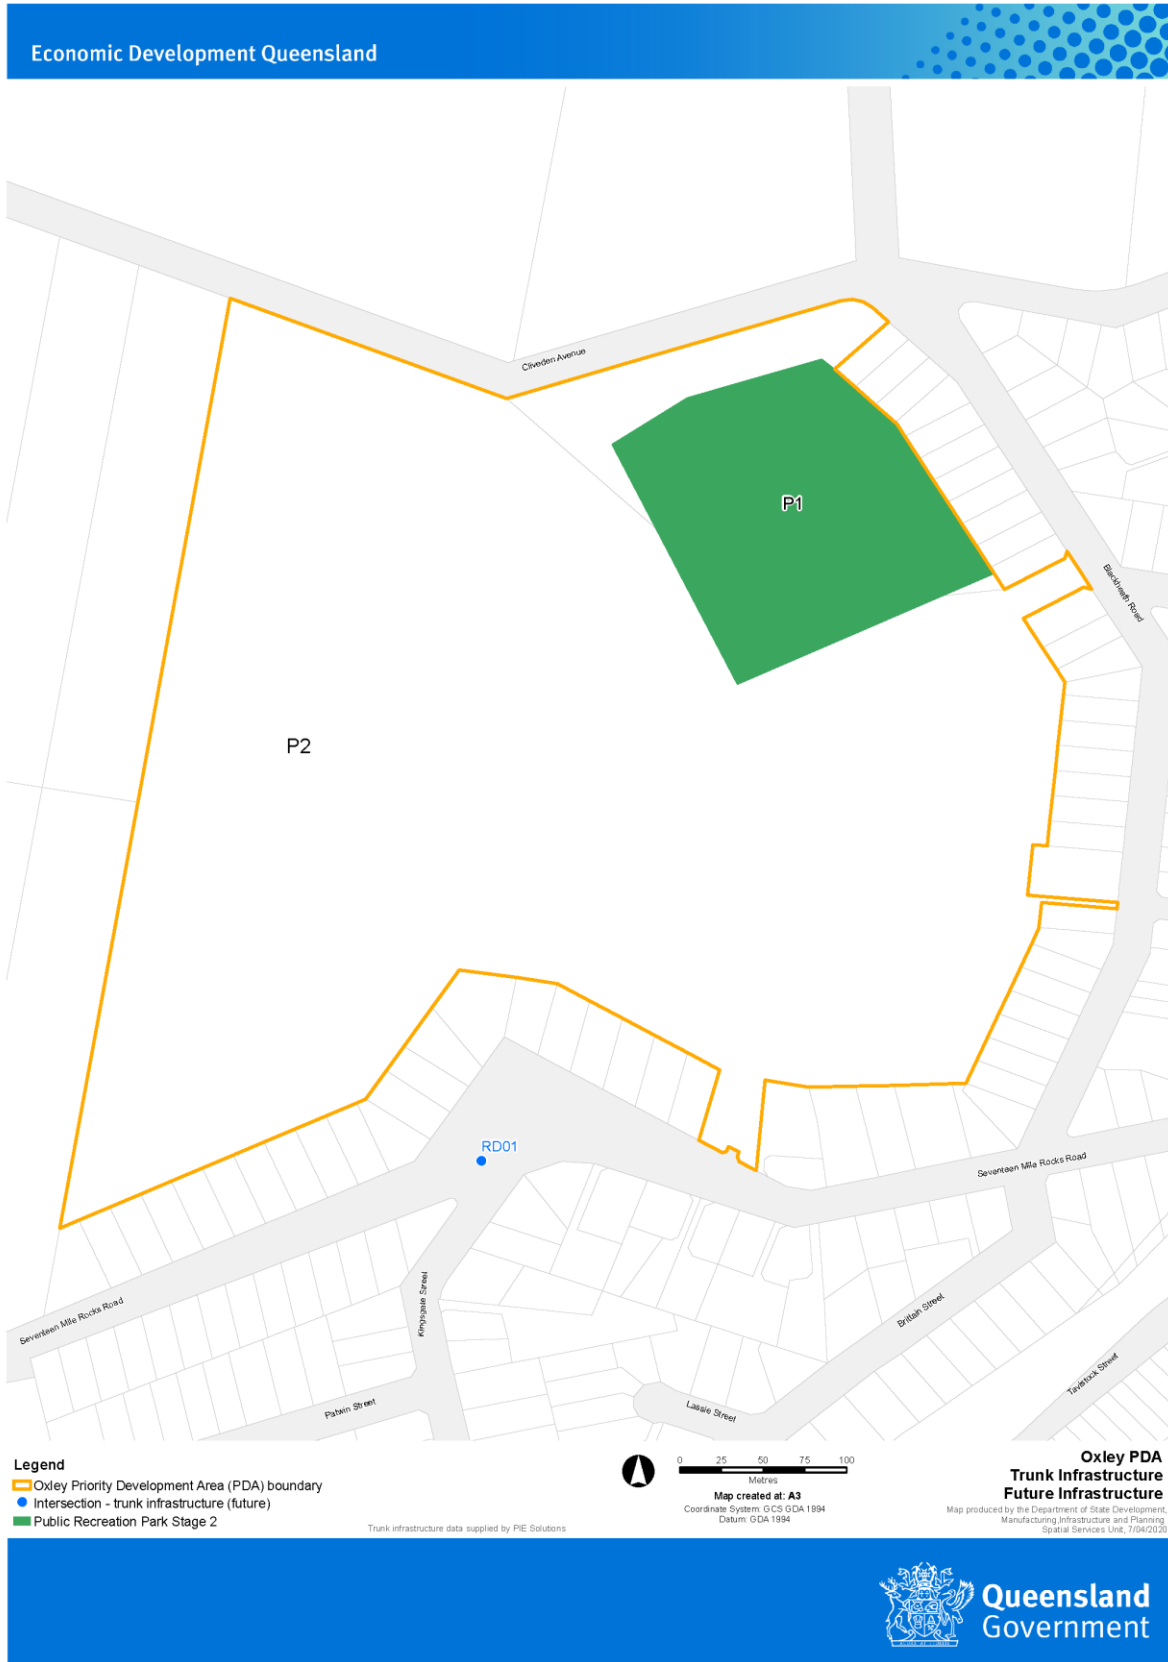 Economic Development Queensland
Cliveden Avenue
P1
Blackheath Road
P2
RD01
Seventeen Mile Rocks Road
Seventeen Mile Rocks Road
Kingsgate Street
Brittain Street
Tavistock Street
Patwin Street
Lassie Street
Legend
Oxley Priority Development Area (PDA) boundary
Intersection - trunk infrastructure (future)
Public Recreation Park Stage 2
Trunk infrastructure data supplied by PIE Solutions
0 25 50 75 100
Metres
Map created at: A3
Coordinate System: GCS GDA 1994
Datum: GDA 1994
Oxley PDA
Trunk Infrastructure
Future Infrastructure
Map produced by the Department of State Development,
Manufacturing,Infrastructure and Planning
Spatial Services Unit, 7/04/2020
Queensland
Government